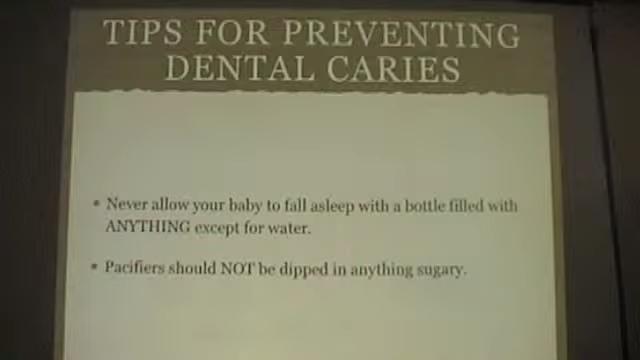 TIPS FOR PREVENTING
DENTAL CARIES
• Never allow your baby to fall asleep with a bottle filled with
ANYTHING except for water.
• Pacifiers should NOT be dipped in anything sugary.